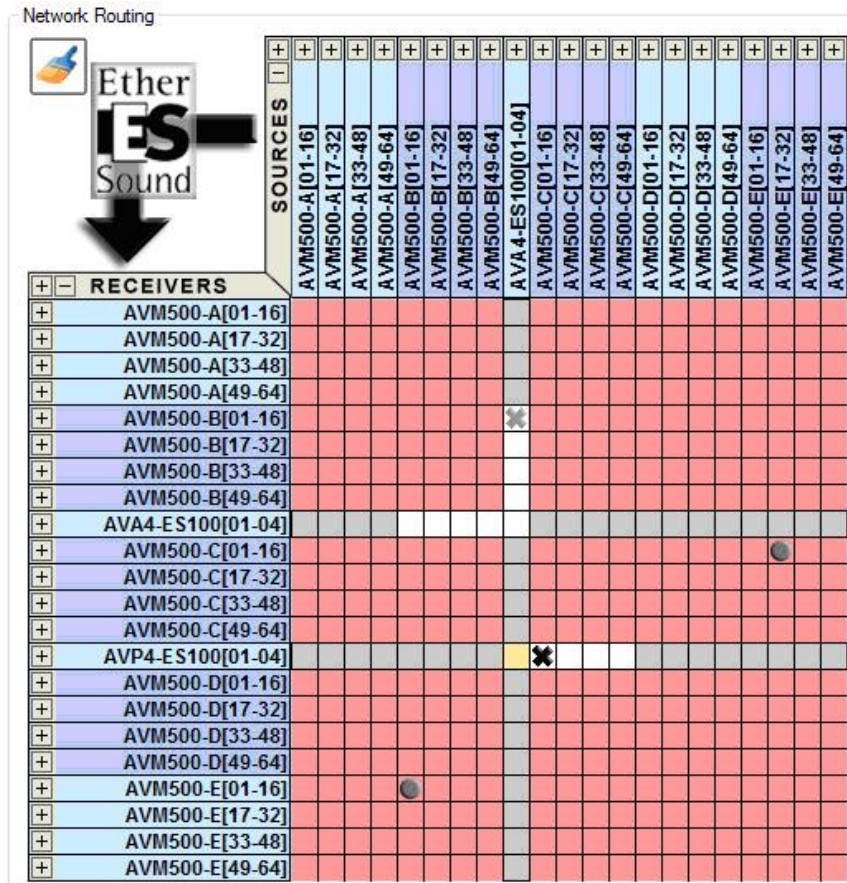 Network Routing
Ether
ES
Sound
SOURCES
AVM500-A[01-16]
AVM500-A[17-32]
AVM500-A[33-48]
AVM500-A[49-64]
AVM500-B[01-16]
AVM500-B[17-32]
AVM500-B[33-48]
AVM500-B[49-64]
AVA4-ES100[01-04]
AVM500-C[01-16]
AVM500-C[17-32]
AVM500-C[33-48]
AVM500-C[49-64]
AVM500-D[01-16]
AVM500-D[17-32]
AVM500-D[33-48]
AVM500-D[49-64]
AVM500-E[01-16]
AVM500-E[17-32]
AVM500-E[33-48]
AVM500-E[49-64]
RECEIVERS
AVM500-A[01-16]
AVM500-A[17-32]
AVM500-A[33-48]
AVM500-A[49-64]
AVM500-B[01-16]
AVM500-B[17-32]
AVM500-B[33-48]
AVM500-B[49-64]
AVA4-ES100[01-04]
AVM500-C[01-16]
AVM500-C[17-32]
AVM500-C[33-48]
AVM500-C[49-64]
AVP4-ES100[01-04]
AVM500-D[01-16]
AVM500-D[17-32]
AVM500-D[33-48]
AVM500-D[49-64]
AVM500-E[01-16]
AVM500-E[17-32]
AVM500-E[33-48]
AVM500-E[49-64]